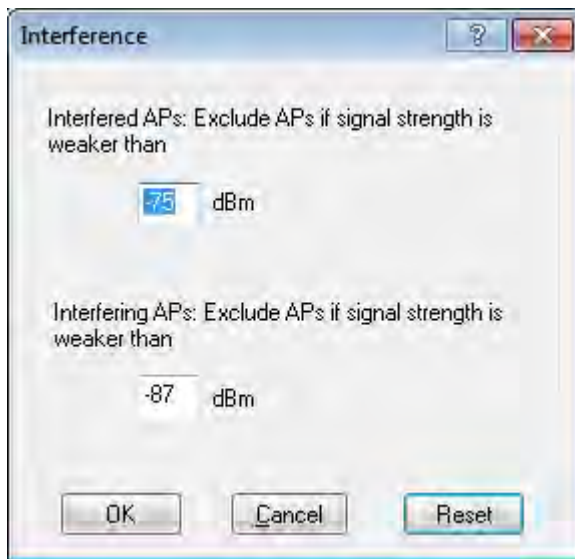 Interference
Interfered APs: Exclude APs if signal strength is
weaker than
-75 dBm
Interfering APs: Exclude APs if signal strength is
weaker than
-87 dBm
OK Cancel Reset